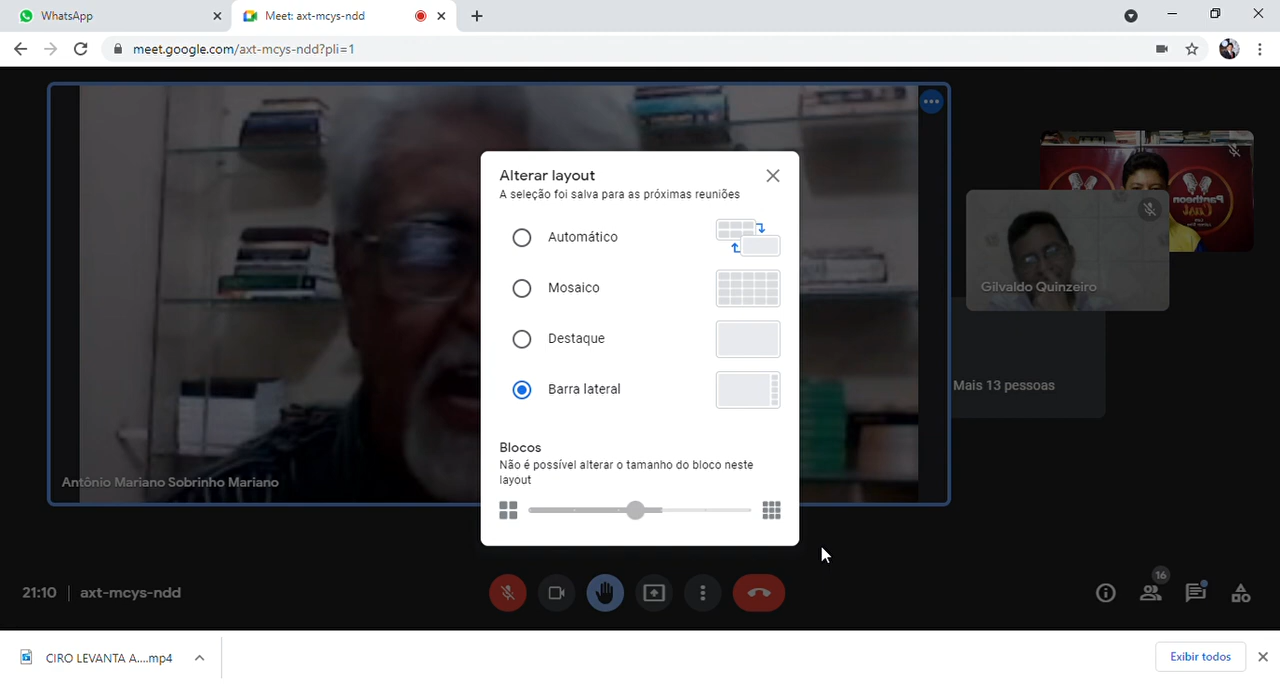 WhatsApp
Meet: axt-mcys-ndd
meet.google.com/axt-mcys-ndd?pli=1
Alterar layout
A seleção foi salva para as próximas reuniões
Automático
Mosaico
Destaque
Barra lateral
Blocos
Não é possível alterar o tamanho do bloco neste
layout
Antônio Mariano Sobrinho Mariano
Gilvaldo Quinzeiro
Mais 13 pessoas
21:10 | axt-mcys-ndd
16
CIRO LEVANTA A....mp4
Exibir todos